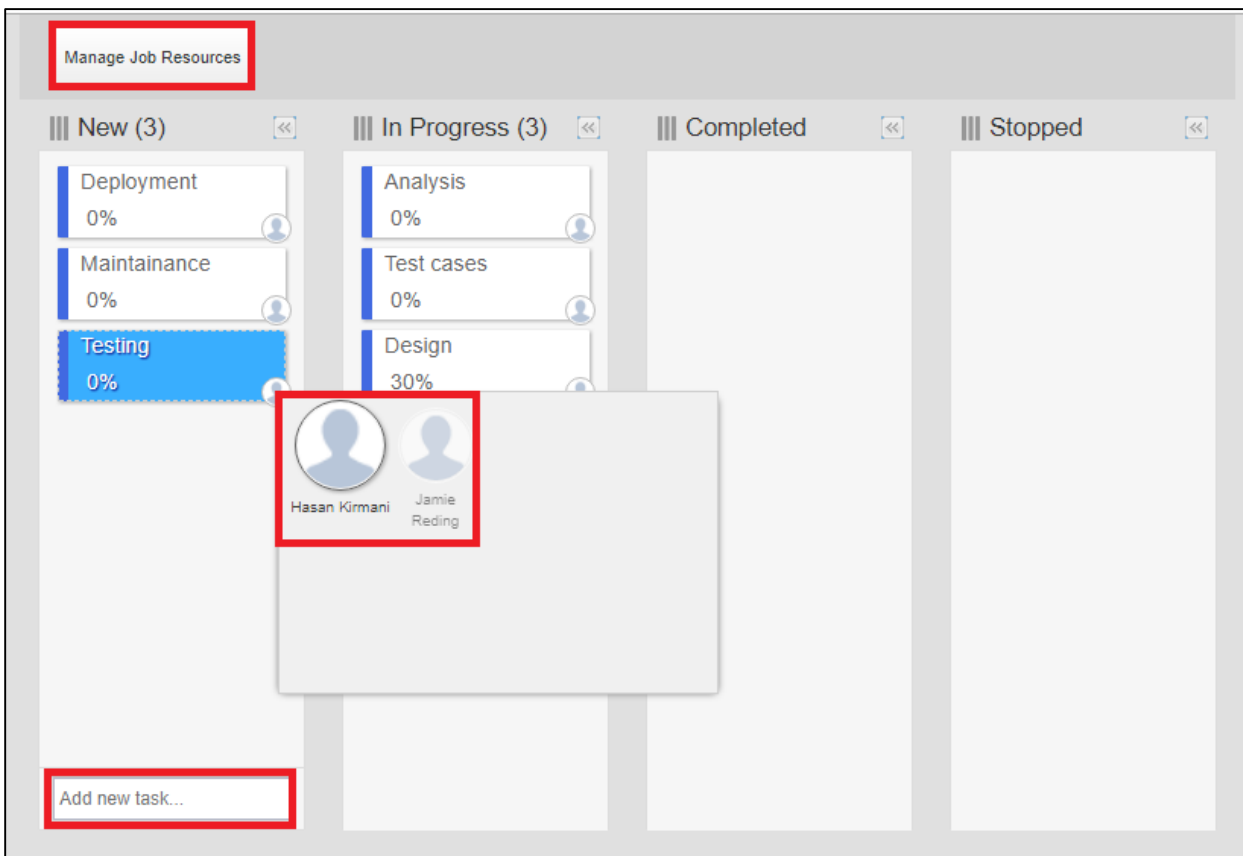 Manage Job Resources
New (3)
In Progress (3)
Completed
Stopped
Deployment
0%
Maintainance
0%
Testing
0%
Analysis
0%
Test cases
0%
Design
30%
Hasan Kirmani
Jamie
Reding
Add new task...